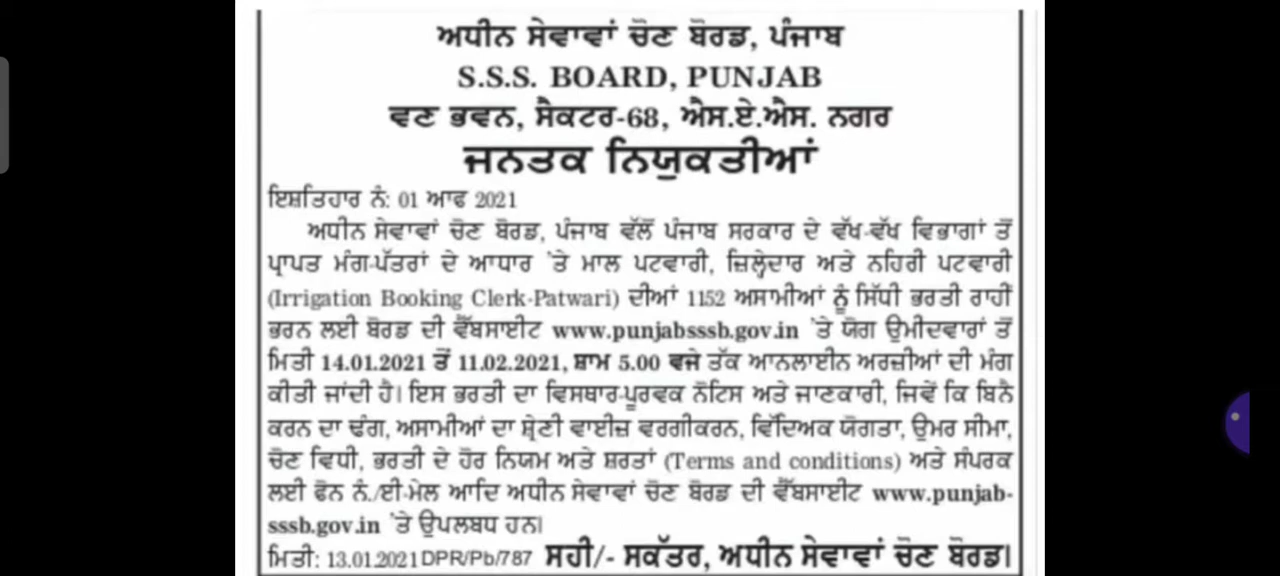 ਅਧੀਨ ਸੇਵਾਵਾਂ ਚੋਣ ਬੋਰਡ, ਪੰਜਾਬ
S.S.S. BOARD, PUNJAB
ਵਣ ਭਵਨ, ਸੈਕਟਰ-68, ਐਸ.ਏ.ਐਸ. ਨਗਰ
ਜਨਤਕ ਨਿਯੁਕਤੀਆਂ
ਇਸ਼ਤਿਹਾਰ ਨੰ: 01 ਆਫ 2021
ਅਧੀਨ ਸੇਵਾਵਾਂ ਚੋਣ ਬੋਰਡ, ਪੰਜਾਬ ਵੱਲੋਂ ਪੰਜਾਬ ਸਰਕਾਰ ਦੇ ਵੱਖ-ਵੱਖ ਵਿਭਾਗਾਂ ਤੋਂ
ਪ੍ਰਾਪਤ ਮੰਗ-ਪੱਤਰਾਂ ਦੇ ਆਧਾਰ 'ਤੇ ਮਾਲ ਪਟਵਾਰੀ, ਜ਼ਿਲ੍ਹੇਦਾਰ ਅਤੇ ਨਹਿਰੀ ਪਟਵਾਰੀ
(Irrigation Booking Clerk-Patwari) ਦੀਆਂ 1152 ਅਸਾਮੀਆਂ ਨੂੰ ਸਿੱਧੀ ਭਰਤੀ ਰਾਹੀਂ
ਭਰਨ ਲਈ ਬੋਰਡ ਦੀ ਵੈੱਬਸਾਈਟ www.punjabsssb.gov.in 'ਤੇ ਯੋਗ ਉਮੀਦਵਾਰਾਂ ਤੋਂ
ਮਿਤੀ 14.01.2021 ਤੋਂ 11.02.2021, ਸ਼ਾਮ 5.00 ਵਜੇ ਤੱਕ ਆਨਲਾਈਨ ਅਰਜ਼ੀਆਂ ਦੀ ਮੰਗ
ਕੀਤੀ ਜਾਂਦੀ ਹੈ। ਇਸ ਭਰਤੀ ਦਾ ਵਿਸਥਾਰ-ਪੂਰਵਕ ਨੋਟਿਸ ਅਤੇ ਜਾਣਕਾਰੀ, ਜਿਵੇਂ ਕਿ ਬਿਨੈ
ਕਰਨ ਦਾ ਢੰਗ, ਅਸਾਮੀਆਂ ਦਾ ਸ਼੍ਰੇਣੀ ਵਾਈਜ਼ ਵਰਗੀਕਰਨ, ਵਿੱਦਿਅਕ ਯੋਗਤਾ, ਉਮਰ ਸੀਮਾ,
ਚੋਣ ਵਿਧੀ, ਭਰਤੀ ਦੇ ਹੋਰ ਨਿਯਮ ਅਤੇ ਸ਼ਰਤਾਂ (Terms and conditions) ਅਤੇ ਸੰਪਰਕ
ਲਈ ਫੋਨ ਨੰ./ਈ-ਮੇਲ ਆਦਿ ਅਧੀਨ ਸੇਵਾਵਾਂ ਚੋਣ ਬੋਰਡ ਦੀ ਵੈੱਬਸਾਈਟ www.punjab-
sssb.gov.in 'ਤੇ ਉਪਲਬਧ ਹਨ।
ਮਿਤੀ: 13.01.2021 DPR/Pb/787 ਸਹੀ/- ਸਕੱਤਰ, ਅਧੀਨ ਸੇਵਾਵਾਂ ਚੋਣ ਬੋਰਡ।